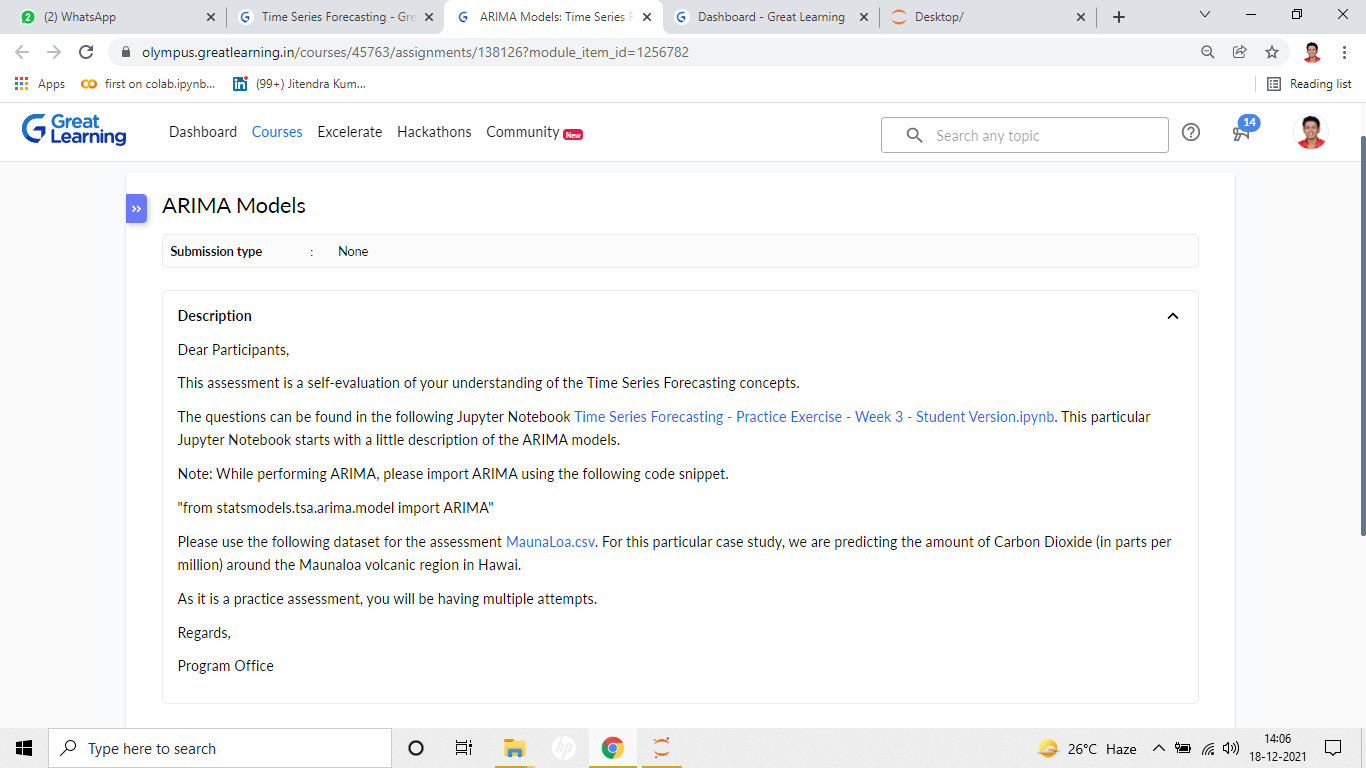 (2) WhatsApp
Time Series Forecasting - Gre
ARIMA Models: Time Series F
Dashboard - Great Learning
Desktop/
olympus.greatlearning.in/courses/45763/assignments/138126?module_item_id=1256782
Apps
first on colab.ipynb...
(99+) Jitendra Kum...
Reading list
Great
Learning
Dashboard
Courses
Excelerate
Hackathons
Community
New
Search any topic
14
ARIMA Models
Submission type : None
Description
Dear Participants,
This assessment is a self-evaluation of your understanding of the Time Series Forecasting concepts.
The questions can be found in the following Jupyter Notebook Time Series Forecasting - Practice Exercise - Week 3 - Student Version.ipynb. This particular
Jupyter Notebook starts with a little description of the ARIMA models.
Note: While performing ARIMA, please import ARIMA using the following code snippet.
"from statsmodels.tsa.arima.model import ARIMA"
Please use the following dataset for the assessment MaunaLoa.csv. For this particular case study, we are predicting the amount of Carbon Dioxide (in parts per
million) around the Maunaloa volcanic region in Hawai.
As it is a practice assessment, you will be having multiple attempts.
Regards,
Program Office
Type here to search
hp
26°C Haze
14:06
18-12-2021